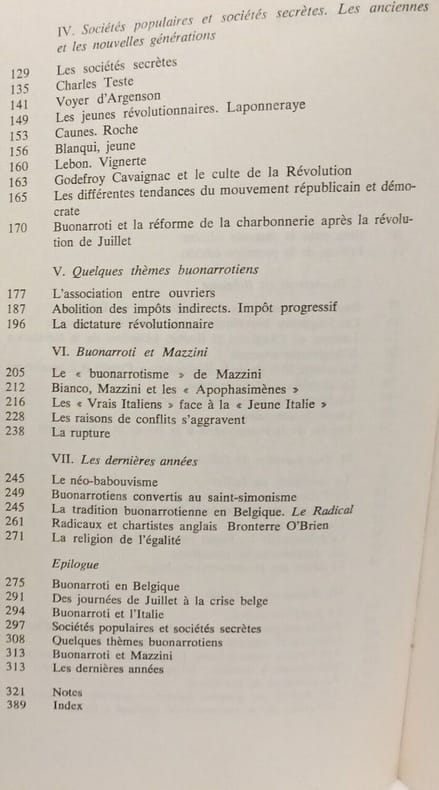 IV. Sociétés populaires et sociétés secrètes. Les anciennes
et les nouvelles générations
129 Les sociétés secrètes
135 Charles Teste
141 Voyer d'Argenson
149 Les jeunes révolutionnaires. Laponneraye
153 Caunes. Roche
156 Blanqui, jeune
160 Lebon. Vignerte
163 Godefroy Cavaignac et le culte de la Révolution
165 Les différentes tendances du mouvement républicain et démo-
crate
170 Buonarroti et la réforme de la charbonnerie après la révolu-
tion de Juillet
V. Quelques thèmes buonarrotiens
177 L'association entre ouvriers
187 Abolition des impôts indirects. Impôt progressif
196 La dictature révolutionnaire
VI. Buonarroti et Mazzini
205 Le « buonarrotisme » de Mazzini
212 Bianco, Mazzini et les « Apophasimènes »
216 Les « Vrais Italiens » face à la « Jeune Italie »
228 Les raisons de conflits s'aggravent
238 La rupture
VII. Les dernières années
245 Le néo-babouvisme
249 Buonarrotiens convertis au saint-simonisme
245 La tradition buonarrotienne en Belgique. Le Radical
261 Radicaux et chartistes anglais Bronterre O'Brien
271 La religion de l'égalité
Epilogue
275 Buonarroti en Belgique
291 Des journées de Juillet à la crise belge
294 Buonarroti et l'Italie
297 Sociétés populaires et sociétés secrètes
308 Quelques thèmes buonarrotiens
313 Buonarroti et Mazzini
313 Les dernières années
321 Notes
389 Index